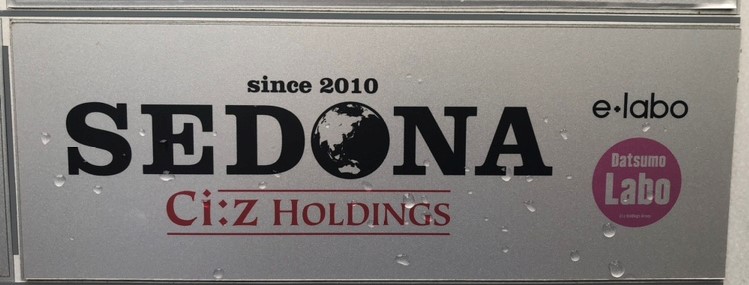 since 2010
SEDONA
Ci:z HOLDINGS
e·labo
Datsumo
Labo